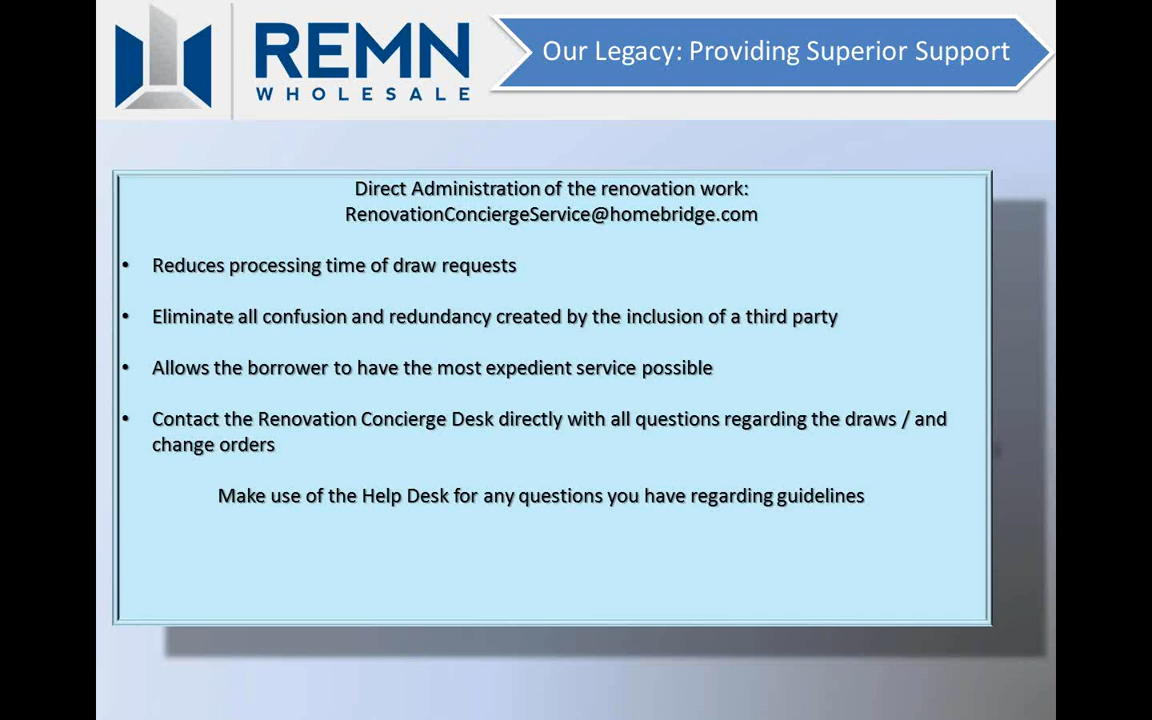 REMN
WHOLESALE
Our Legacy: Providing Superior Support
Direct Administration of the renovation work:
RenovationConciergeService@homebridge.com
• Reduces processing time of draw requests
• Eliminate all confusion and redundancy created by the inclusion of a third party
• Allows the borrower to have the most expedient service possible
• Contact the Renovation Concierge Desk directly with all questions regarding the draws / and
change orders
Make use of the Help Desk for any questions you have regarding guidelines